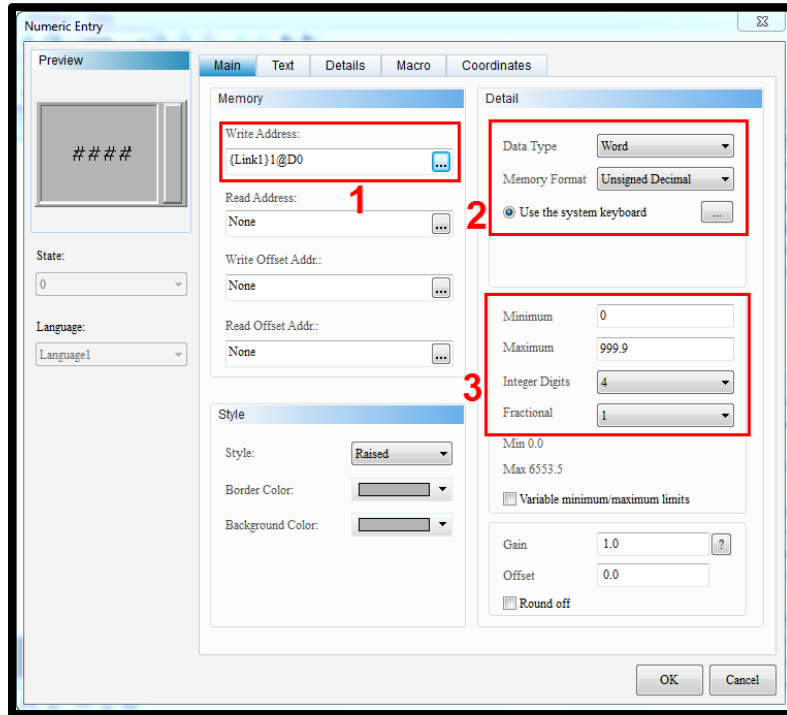 Numeric Entry
Preview
####
State:
0
Language:
Language1
Main Text Details Macro Coordinates
Memory
Write Address:
{Link1}1@D0
...
1
Read Address:
None
...
Write Offset Addr.:
None
...
Read Offset Addr.:
None
...
Style
Style: Raised
Border Color:
Background Color:
Detail
Data Type Word
Memory Format Unsigned Decimal
Use the system keyboard ...
2
Minimum 0
Maximum 999.9
Integer Digits 4
3
Fractional 1
Min 0.0
Max 6553.5
Variable minimum/maximum limits
Gain 1.0 ?
Offset 0.0
Round off
OK Cancel